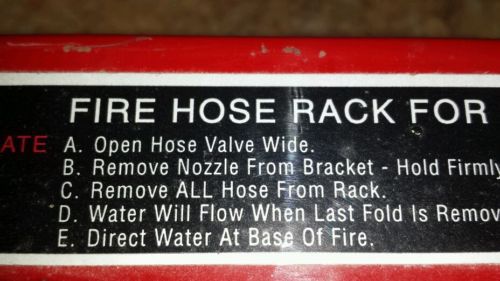 FIRE HOSE RACK FOR
ATE A. Open Hose Valve Wide.
B. Remove Nozzle From Bracket - Hold Firmly
C. Remove ALL Hose From Rack.
D. Water Will Flow When Last Fold Is Remov
E. Direct Water At Base Of Fire.